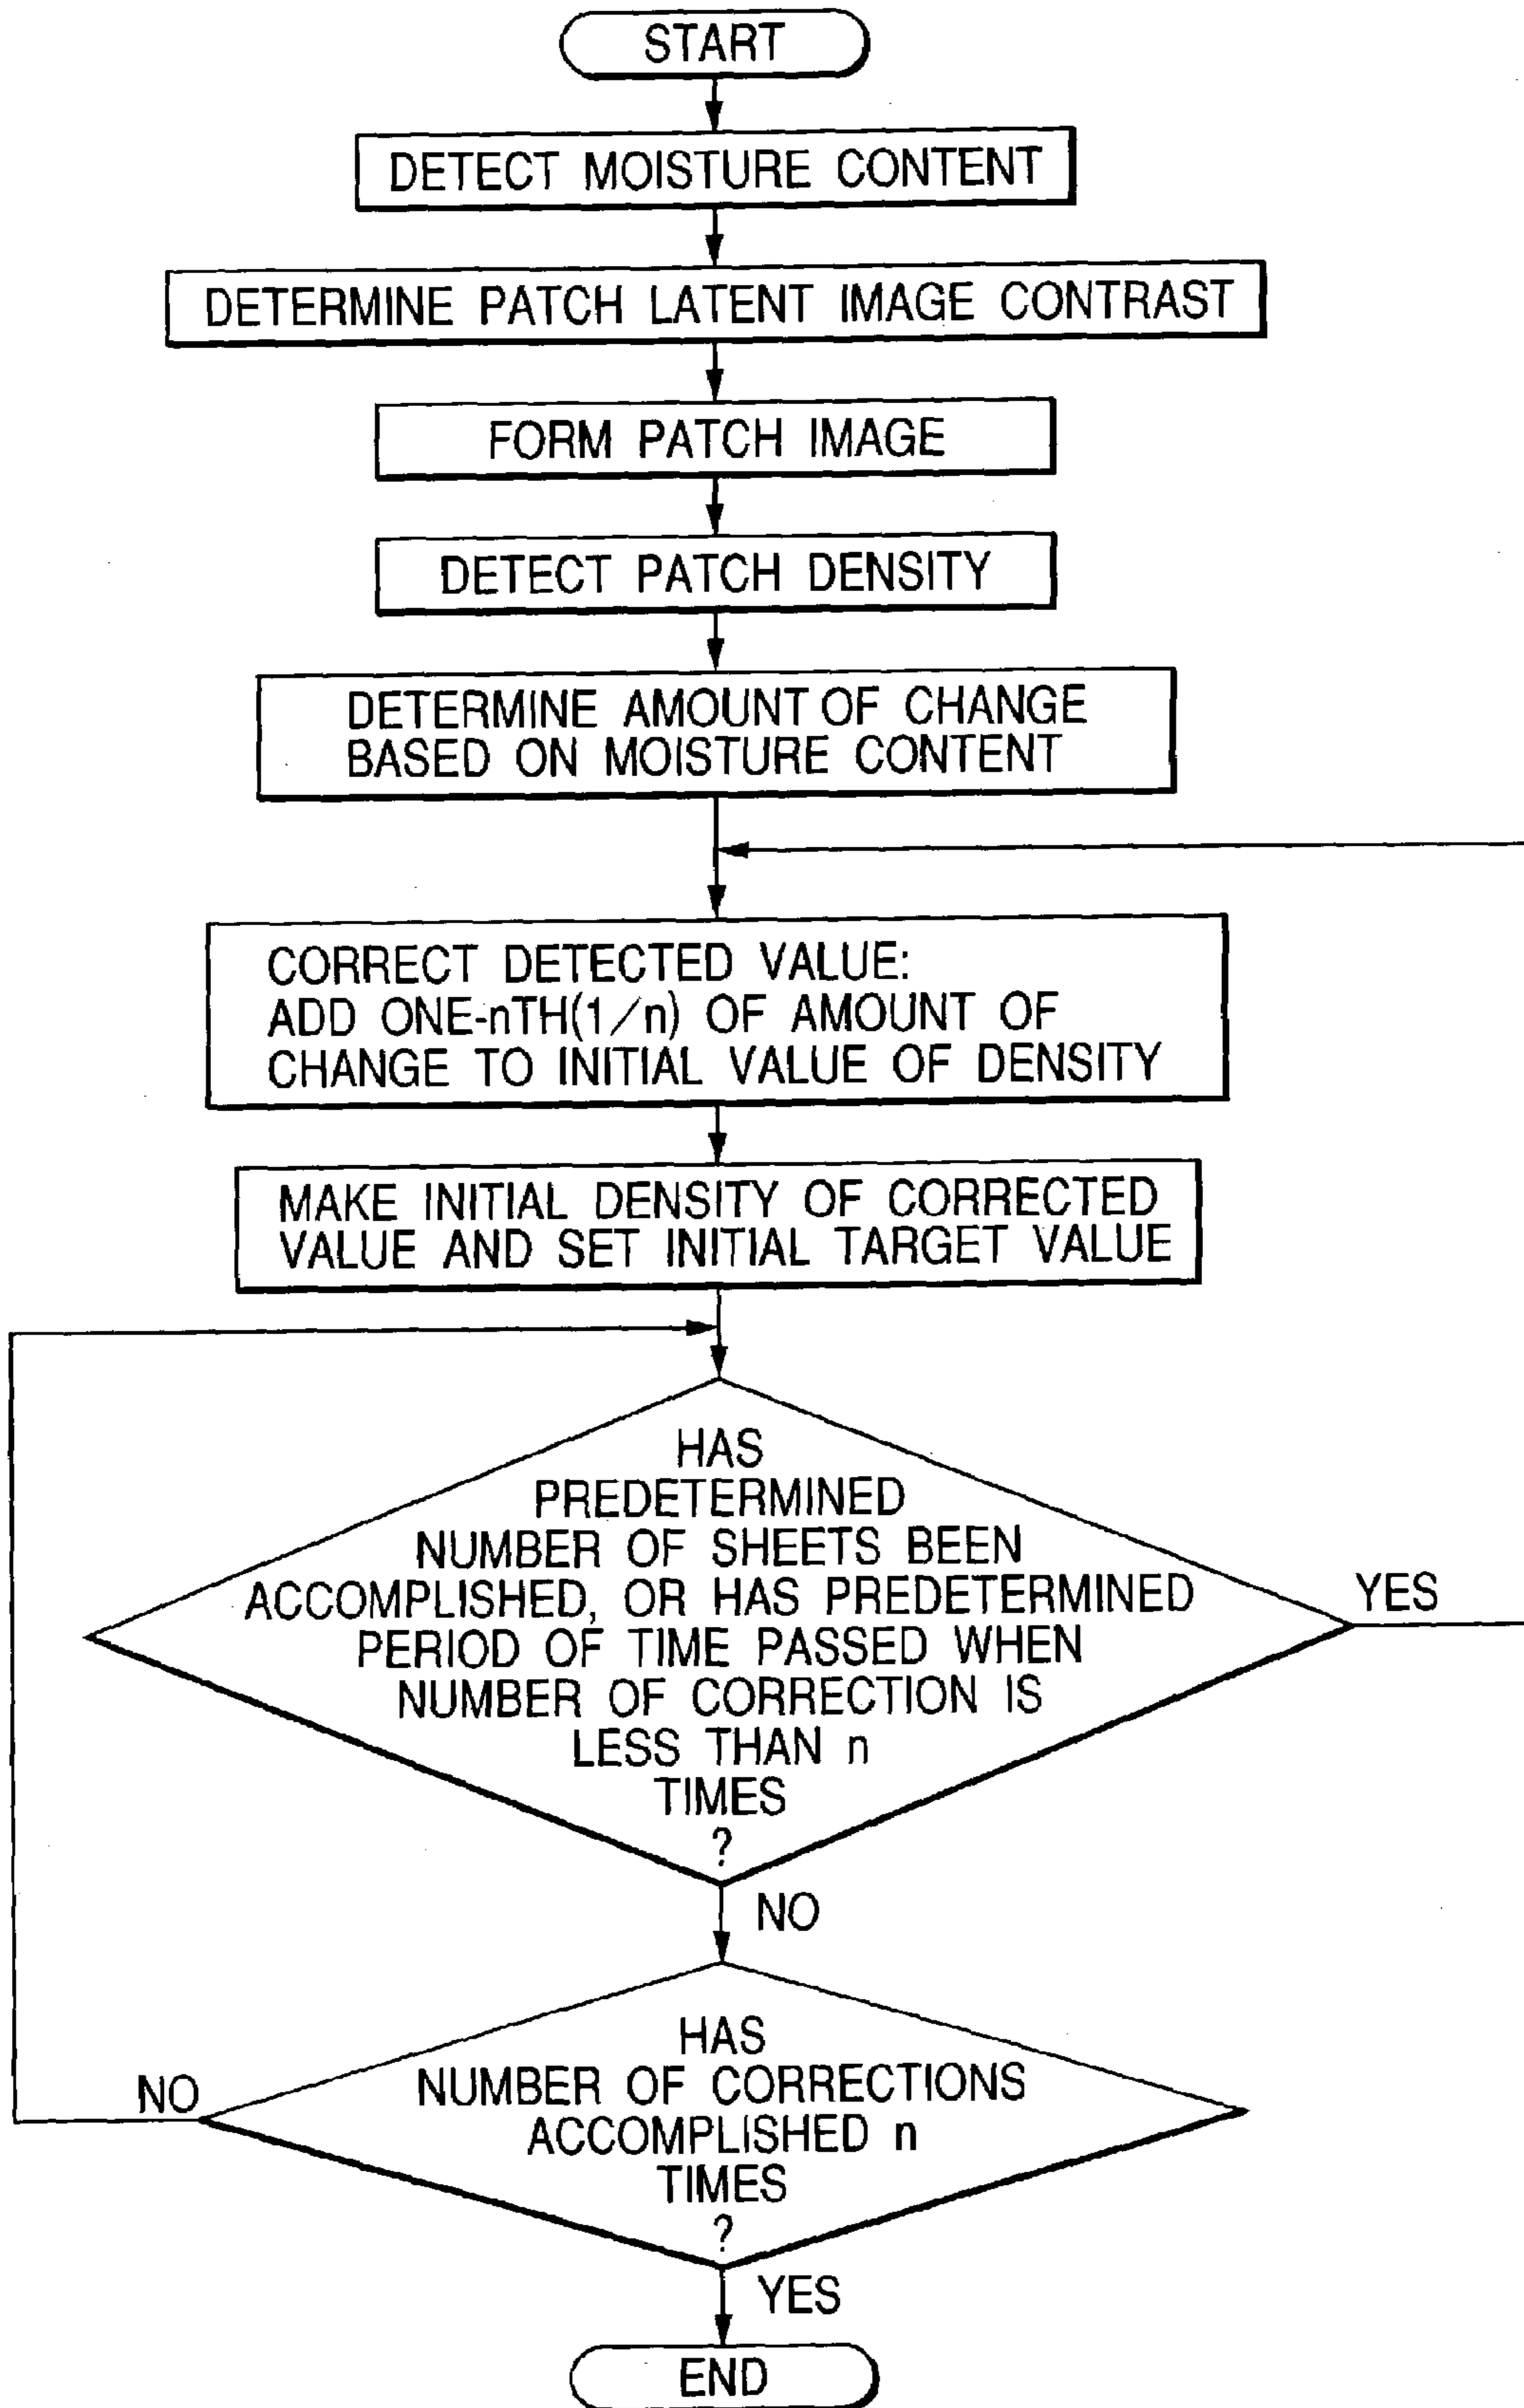 START
DETECT MOISTURE CONTENT
DETERMINE PATCH LATENT IMAGE CONTRAST
FORM PATCH IMAGE
DETECT PATCH DENSITY
DETERMINE AMOUNT OF CHANGE
BASED ON MOISTURE CONTENT
CORRECT DETECTED VALUE:
ADD ONE-nTH(1/n) OF AMOUNT OF
CHANGE TO INITIAL VALUE OF DENSITY
MAKE INITIAL DENSITY OF CORRECTED
VALUE AND SET INITIAL TARGET VALUE
HAS
PREDETERMINED
NUMBER OF SHEETS BEEN
ACCOMPLISHED, OR HAS PREDETERMINED
PERIOD OF TIME PASSED WHEN
NUMBER OF CORRECTION IS
LESS THAN n
TIMES
?
YES
NO
HAS
NUMBER OF CORRECTIONS
ACCOMPLISHED n
TIMES
?
NO
YES
END